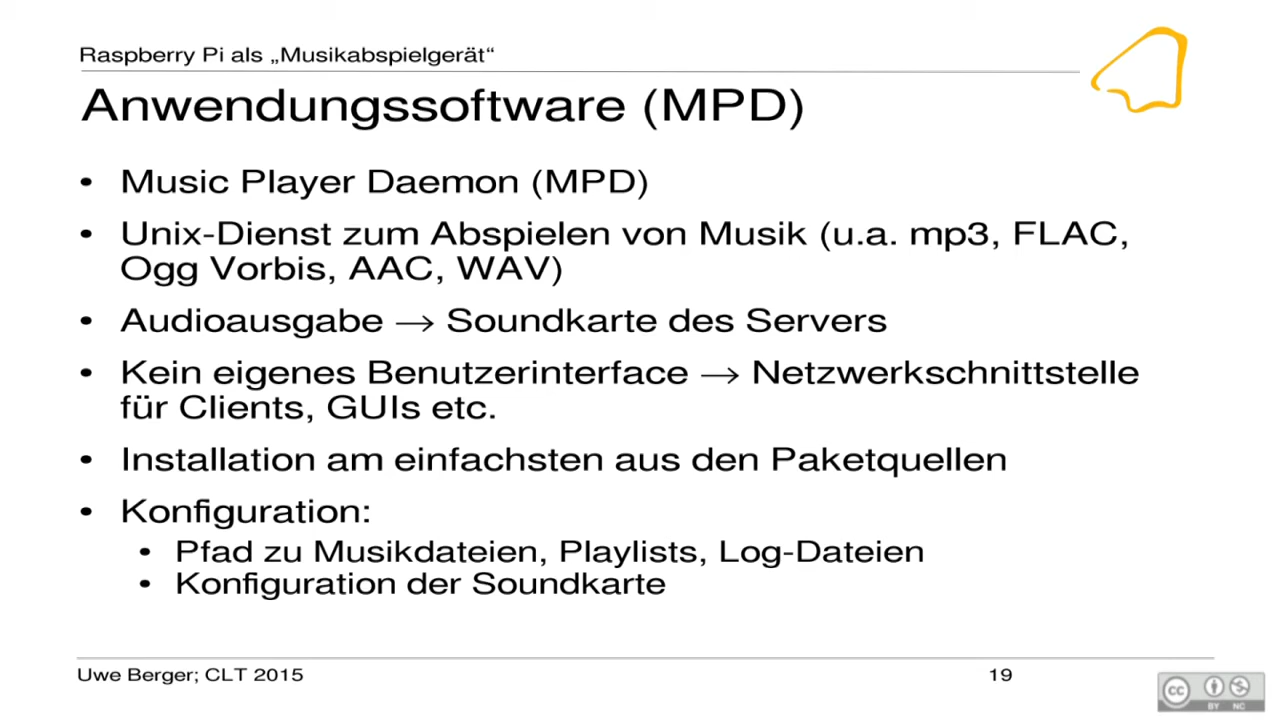 Raspberry Pi als „Musikabspielgerät“
Anwendungssoftware (MPD)
• Music Player Daemon (MPD)
• Unix-Dienst zum Abspielen von Musik (u.a. mp3, FLAC,
Ogg Vorbis, AAC, WAV)
• Audioausgabe → Soundkarte des Servers
• Kein eigenes Benutzerinterface → Netzwerkschnittstelle
für Clients, GUIs etc.
• Installation am einfachsten aus den Paketquellen
• Konfiguration:
• Pfad zu Musikdateien, Playlists, Log-Dateien
• Konfiguration der Soundkarte
Uwe Berger; CLT 2015
19
cc BY NC